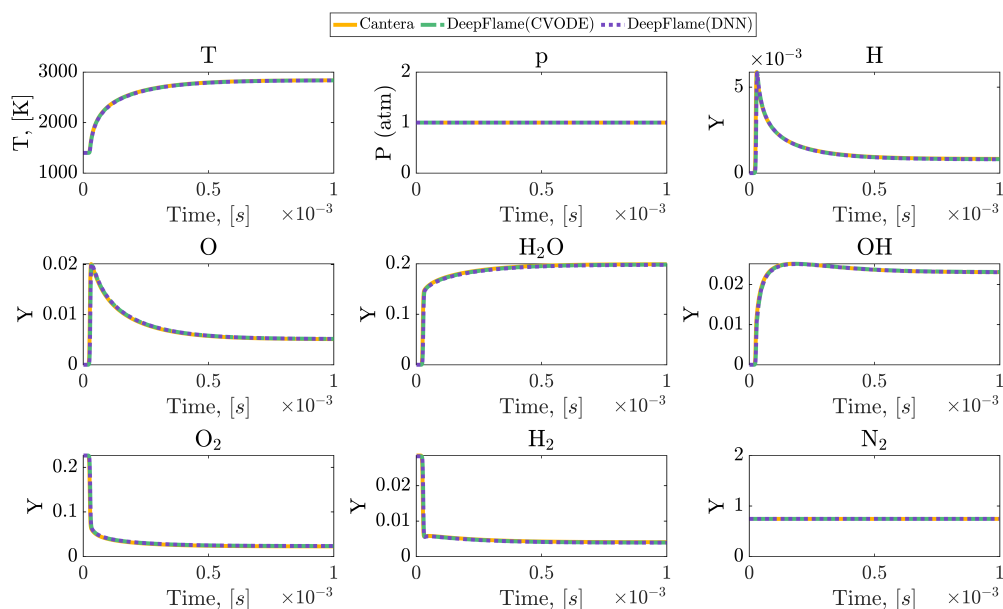 Cantera DeepFlame(CVODE) DeepFlame(DNN)
T
3000
2000
1000
T, [K]
0 0.5 1
Time, [s] ×10⁻³
p
2
1
0
P (atm)
0 0.5 1
Time, [s] ×10⁻³
H
×10⁻³
5
0
Y
0 0.5 1
Time, [s] ×10⁻³
O
0.02
0.01
0
Y
0 0.5 1
Time, [s] ×10⁻³
H₂O
0.2
0.1
0
Y
0 0.5 1
Time, [s] ×10⁻³
OH
0.02
0.01
0
Y
0 0.5 1
Time, [s] ×10⁻³
O₂
0.2
0.1
0
Y
0 0.5 1
Time, [s] ×10⁻³
H₂
0.02
0.01
0
Y
0 0.5 1
Time, [s] ×10⁻³
N₂
2
1
0
Y
0 0.5 1
Time, [s] ×10⁻³